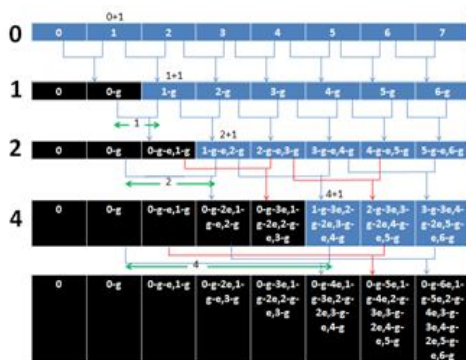 0+1
0 0 1 2 3 4 5 6 7
1+1
1 0 0-g 1-g 2-g 3-g 4-g 5-g 6-g
1
2+1
2 0 0-g 0-g-e,1-g 1-g-e,2-g 2-g-e,3-g 3-g-e,4-g 4-g-e,5-g 5-g-e,6-g
2
4+1
4 0 0-g 0-g-e,1-g 0-g-2e,1- 0-g-3e,1- 1-g-3e,2- 2-g-3e,3- 3-g-3e,4-
g-e,2-g g-2e,2-g- g-2e,3-g- g-2e,4-g- g-2e,5-g-
e,3-g e,4-g e,5-g e,6-g
4
0 0-g 0-g-e,1-g 0-g-2e,1- 0-g-3e,1- 0-g-4e,1- 0-g-5e,1- 0-g-6e,1-
g-e,3-g g-2e,2-g- g-3e,2-g- g-4e,2-g- g-5e,2-g-
e,3-g 2e,3-g- 3e,3-g- 4e,3-g-
e,4-g 2e,4-g- 3e,4-g-
e,5-g 2e,5-g-
e,6-g